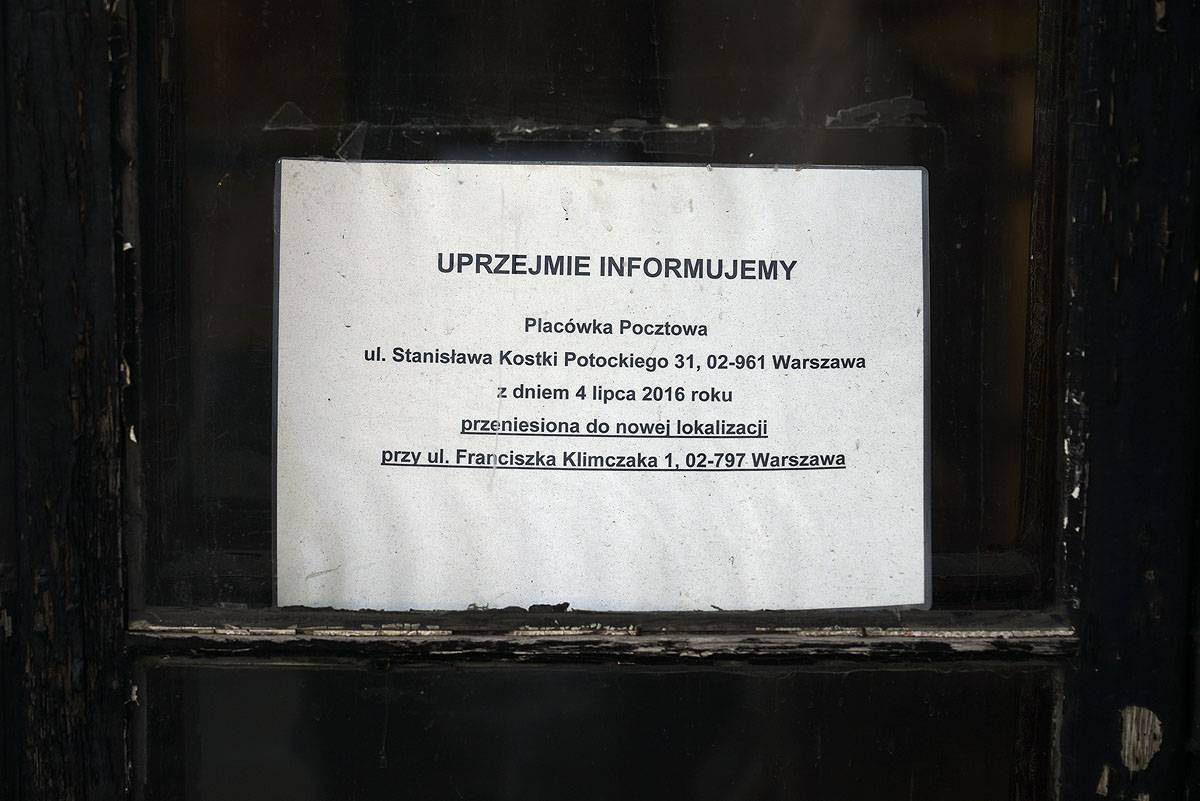 UPRZEJMIE INFORMUJEMY
Placówka Pocztowa
ul. Stanisława Kostki Potockiego 31, 02-961 Warszawa
z dniem 4 lipca 2016 roku
przeniesiona do nowej lokalizacji
przy ul. Franciszka Klimczaka 1, 02-797 Warszawa